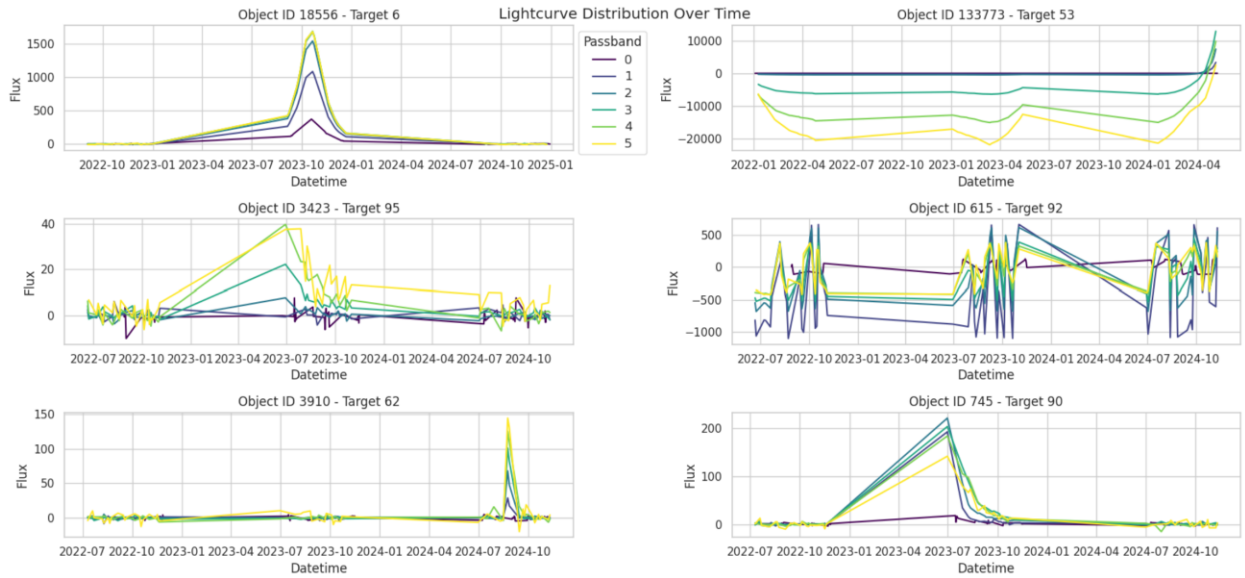 Lightcurve Distribution Over Time
Object ID 18556 - Target 6
Flux
1500
1000
500
0
2022-10 2023-01 2023-04 2023-07 2023-10 2024-01 2024-04 2024-07 2024-10 2025-01
Datetime
Passband
0
1
2
3
4
5
Object ID 133773 - Target 53
Flux
10000
0
−10000
−20000
2022-01 2022-04 2022-07 2022-10 2023-01 2023-04 2023-07 2023-10 2024-01 2024-04
Datetime
Object ID 3423 - Target 95
Flux
40
20
0
2022-07 2022-10 2023-01 2023-04 2023-07 2023-10 2024-01 2024-04 2024-07 2024-10
Datetime
Object ID 615 - Target 92
Flux
500
0
−500
−1000
2022-07 2022-10 2023-01 2023-04 2023-07 2023-10 2024-01 2024-04 2024-07 2024-10
Datetime
Object ID 3910 - Target 62
Flux
150
100
50
0
2022-07 2022-10 2023-01 2023-04 2023-07 2023-10 2024-01 2024-04 2024-07 2024-10
Datetime
Object ID 745 - Target 90
Flux
200
100
0
2022-07 2022-10 2023-01 2023-04 2023-07 2023-10 2024-01 2024-04 2024-07 2024-10
Datetime